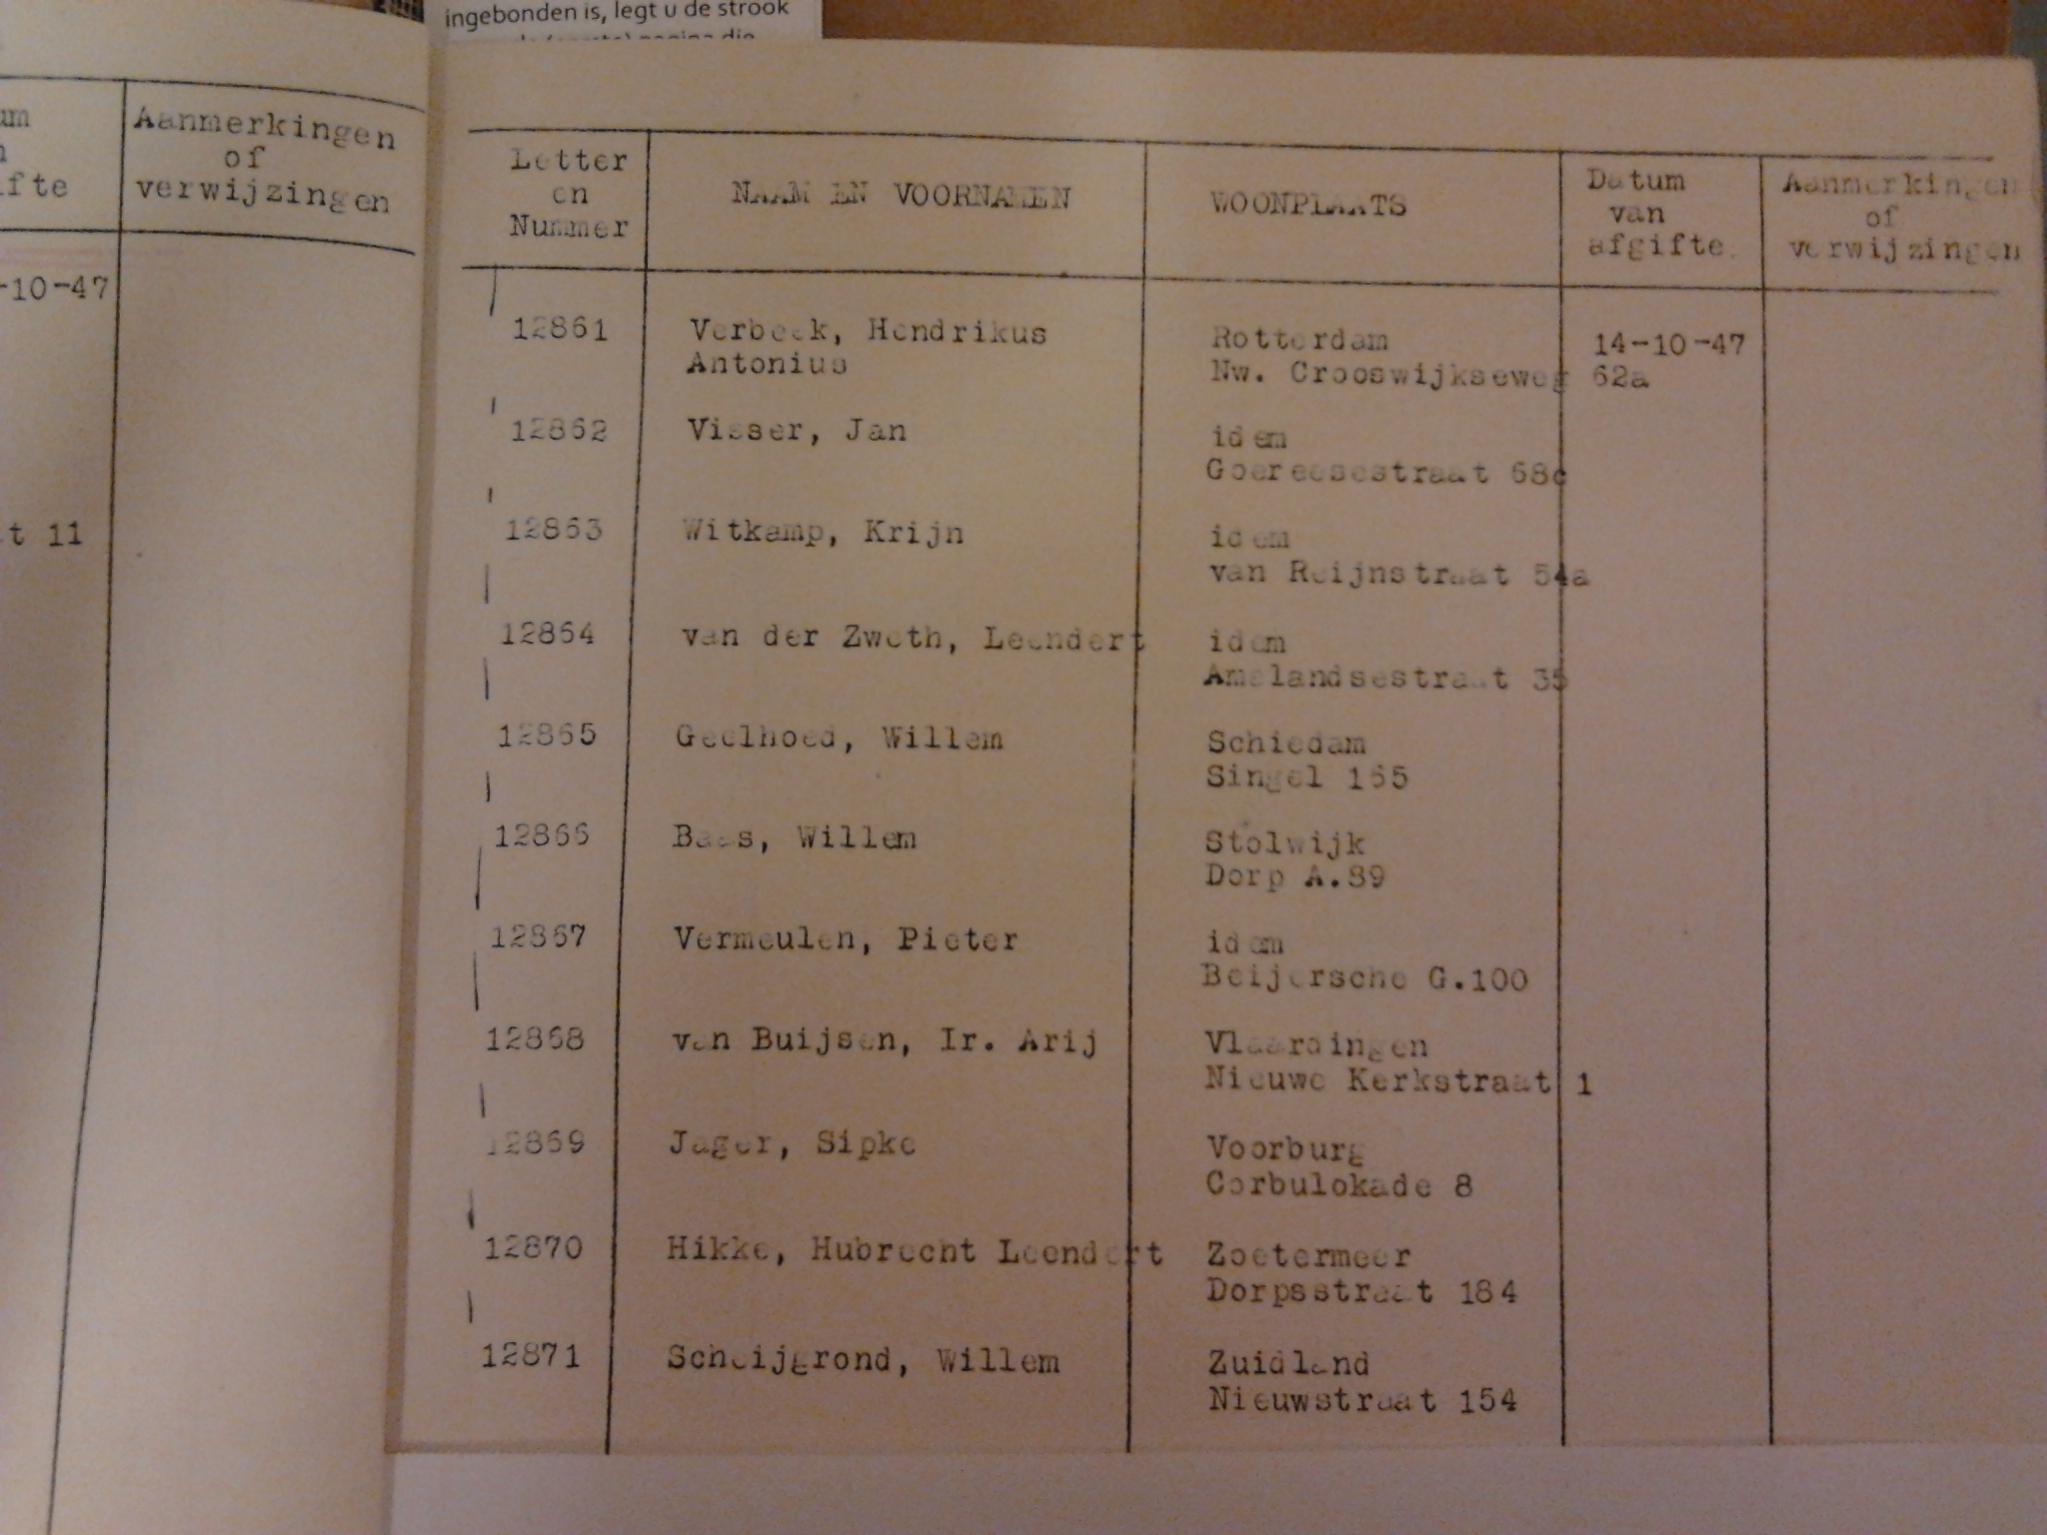 ingebonden is, legt u de strook
Aanmerkingen
of
verwijzingen
-10-47
t 11
Letter
en
Nummer
NAAM EN VOORNAMEN
WOONPLAATS
Datum
van
afgifte.
Aanmerkingen
of
verwijzingen
12861 Verbeek, Hendrikus Rotterdam 14-10-47
Antonius Nw. Crooswijkseweg 62a
12862 Visser, Jan idem
Goereesestraat 68c
12863 Witkamp, Krijn idem
van Reijnstraat 54a
12864 van der Zweth, Leendert idem
Amelandsestraat 35
12865 Geelhoed, Willem Schiedam
Singel 165
12866 Baas, Willem Stolwijk
Dorp A.89
12867 Vermeulen, Pieter idem
Beijersche G.100
12868 van Buijsen, Ir. Arij Vlaardingen
Nieuwe Kerkstraat 1
12869 Jager, Sipke Voorburg
Corbulokade 8
12870 Hikke, Hubrecht Leendert Zoetermeer
Dorpsstraat 184
12871 Scheijgrond, Willem Zuidland
Nieuwstraat 154